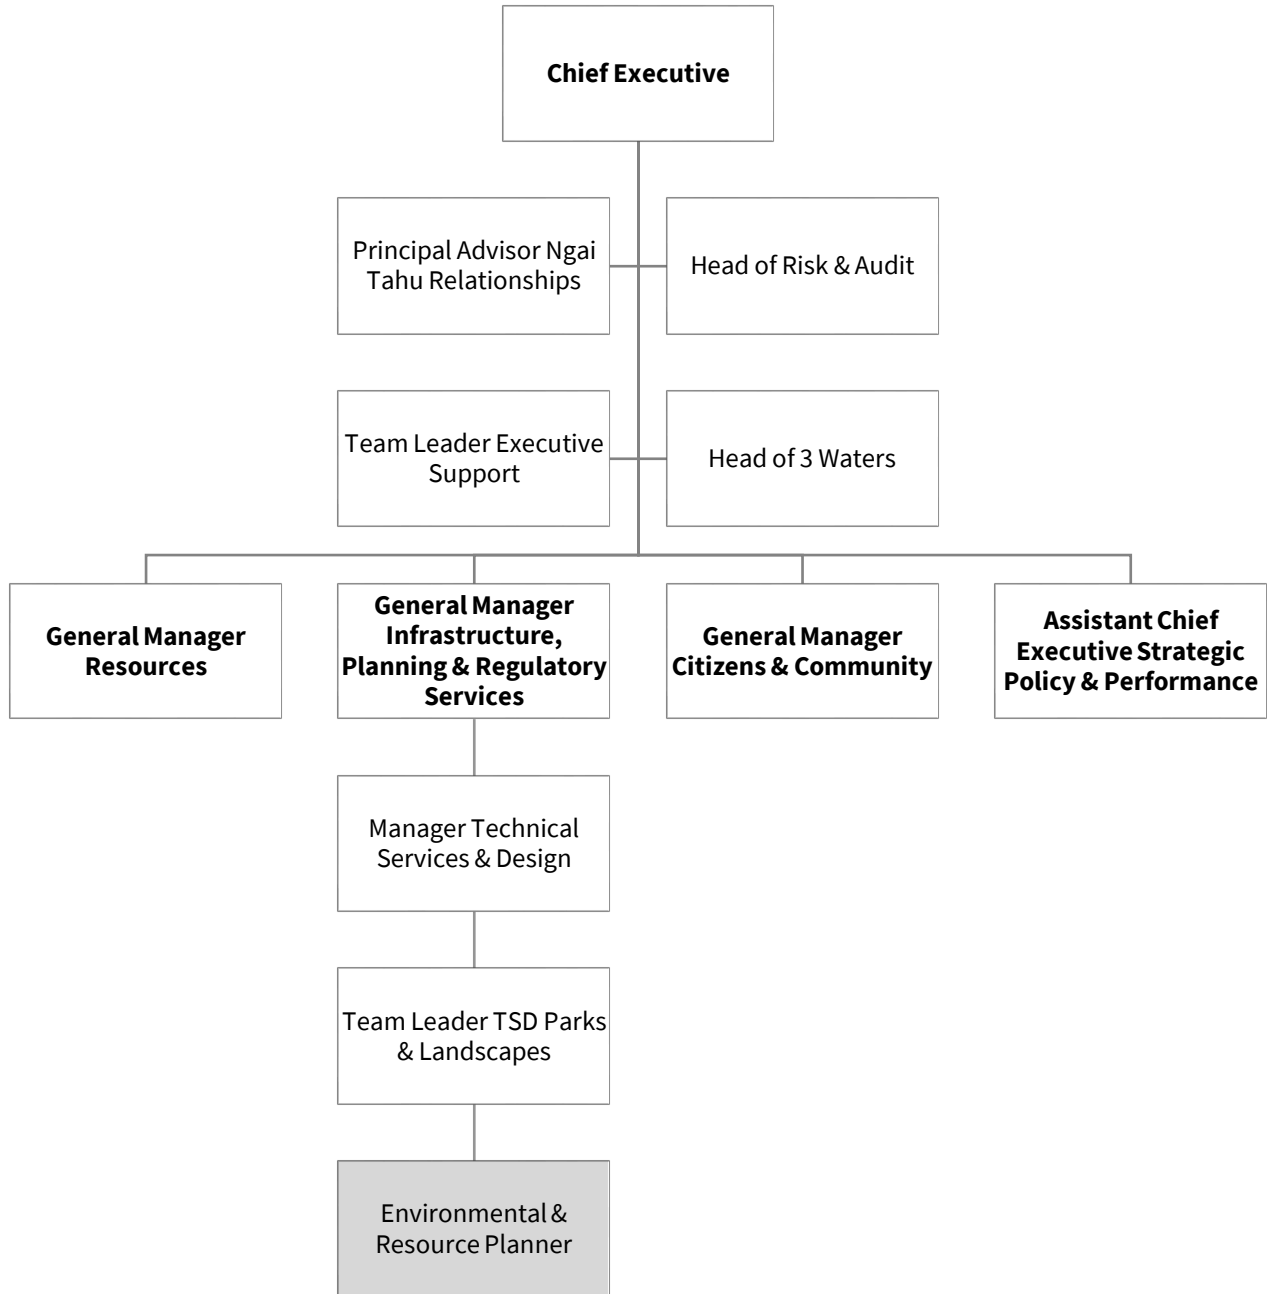 Chief Executive
Principal Advisor Ngai
Tahu Relationships
Head of Risk & Audit
Team Leader Executive
Support
Head of 3 Waters
General Manager
Resources
General Manager
Infrastructure,
Planning & Regulatory
Services
General Manager
Citizens & Community
Assistant Chief
Executive Strategic
Policy & Performance
Manager Technical
Services & Design
Team Leader TSD Parks
& Landscapes
Environmental &
Resource Planner